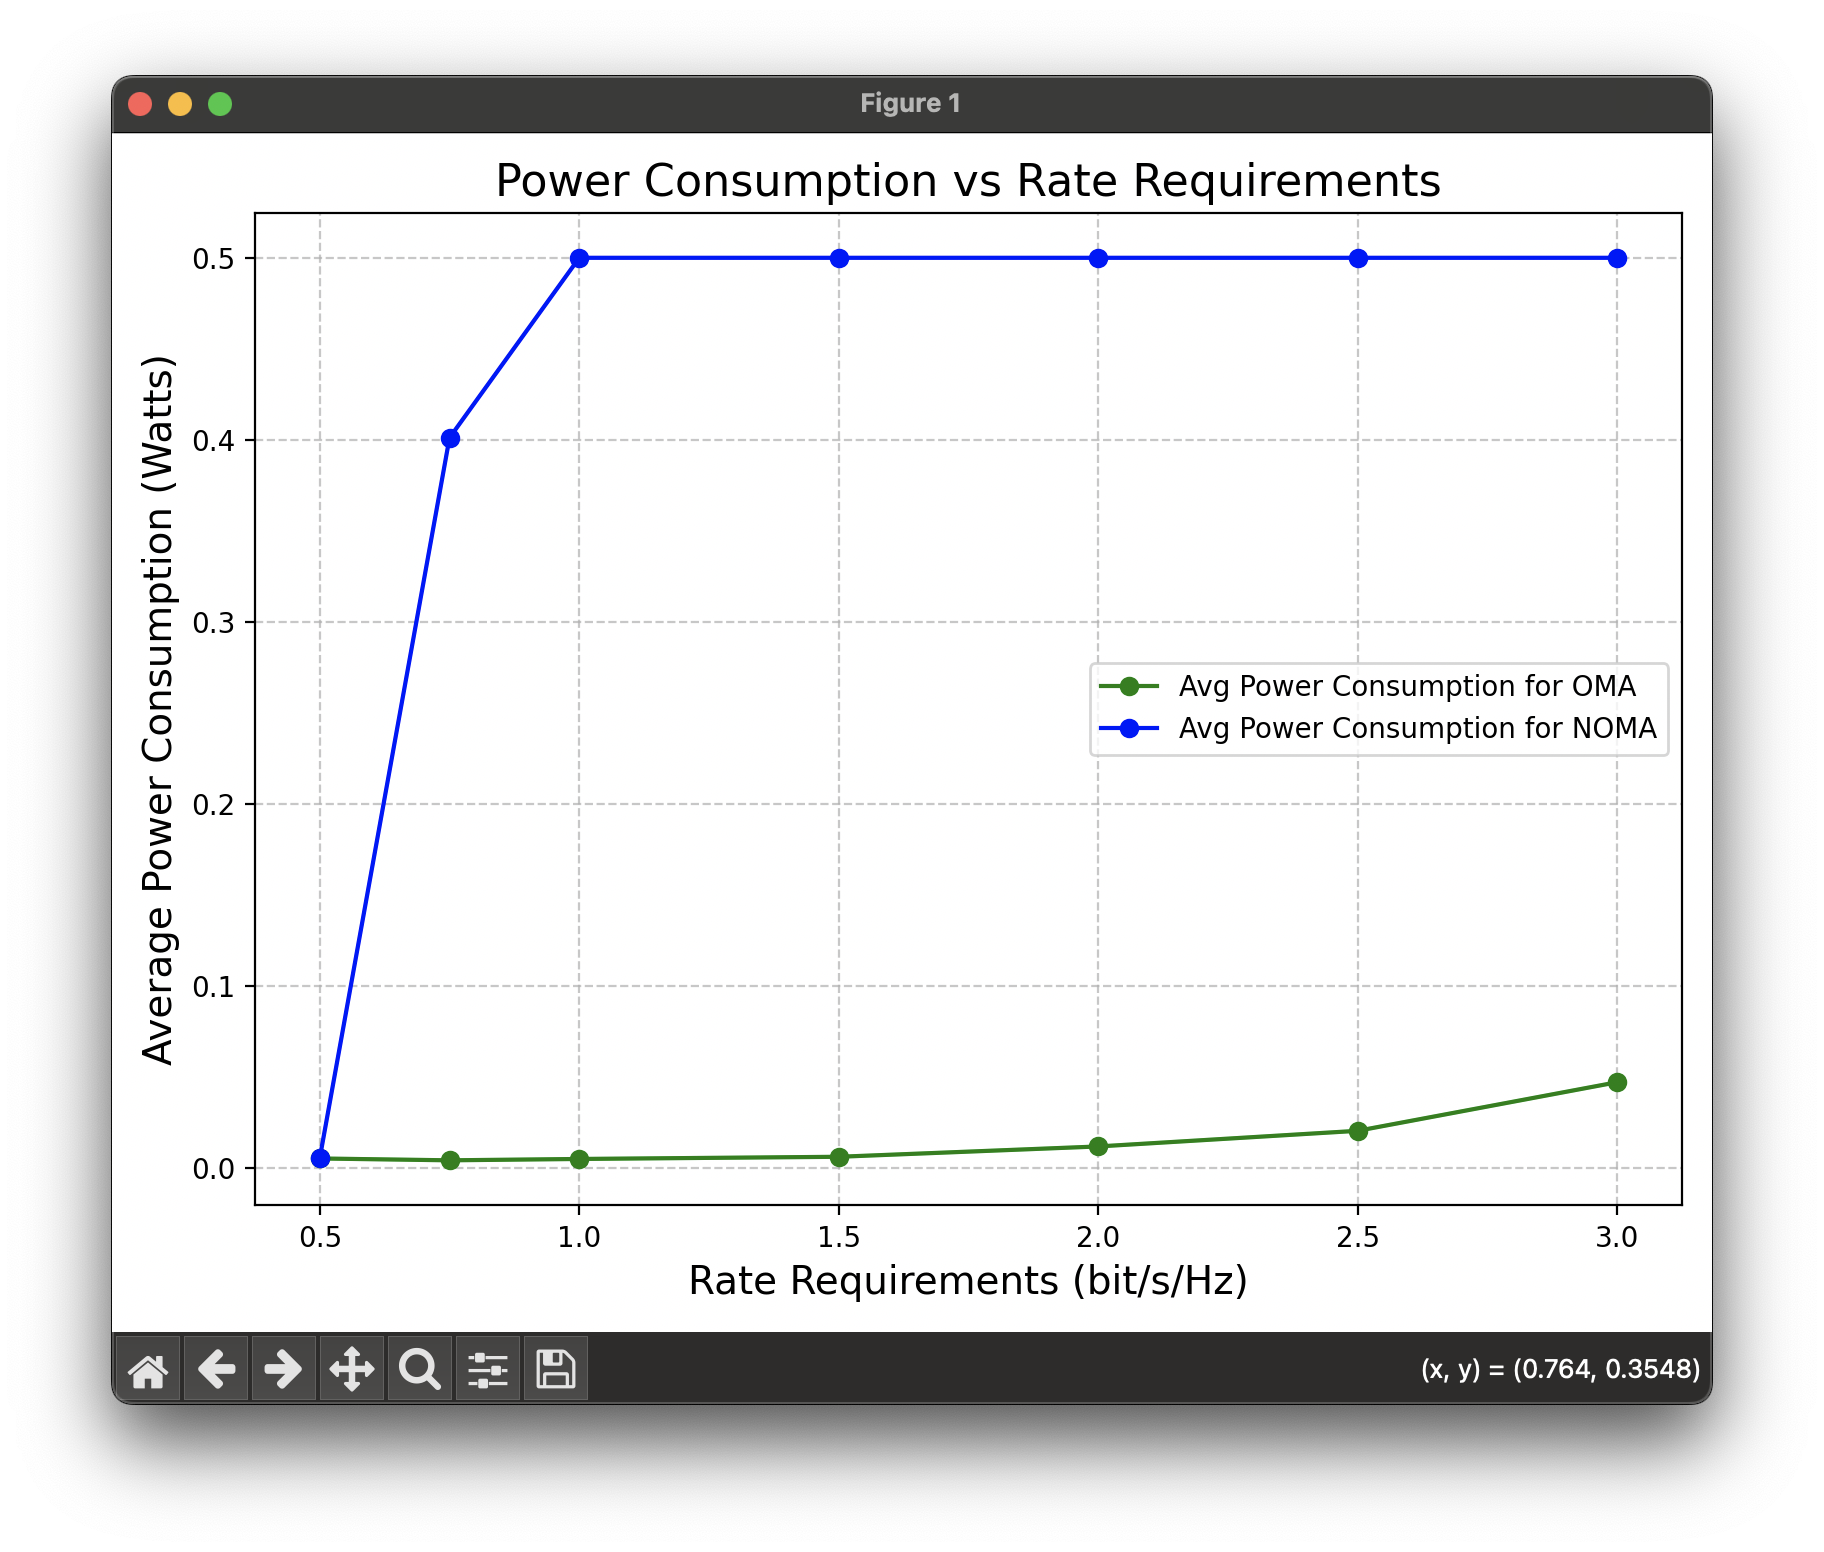 Figure 1
Power Consumption vs Rate Requirements
Average Power Consumption (Watts)
0.5
0.4
0.3
0.2
0.1
0.0
Avg Power Consumption for OMA
Avg Power Consumption for NOMA
0.5 1.0 1.5 2.0 2.5 3.0
Rate Requirements (bit/s/Hz)
(x, y) = (0.764, 0.3548)